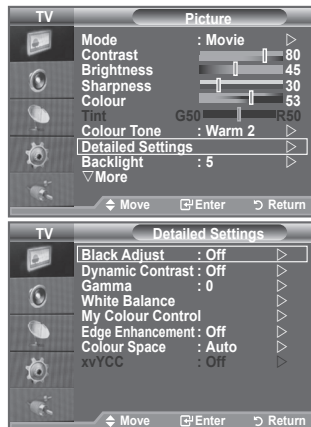 TV Picture
Mode : Movie
Contrast 80
Brightness 45
Sharpness 30
Colour 53
Tint G50 R50
Colour Tone : Warm 2
Detailed Settings
Backlight : 5
▽More
Move Enter Return
TV Detailed Settings
Black Adjust : Off
Dynamic Contrast : Off
Gamma : 0
White Balance
My Colour Control
Edge Enhancement : Off
Colour Space : Auto
xvYCC : Off
Move Enter Return